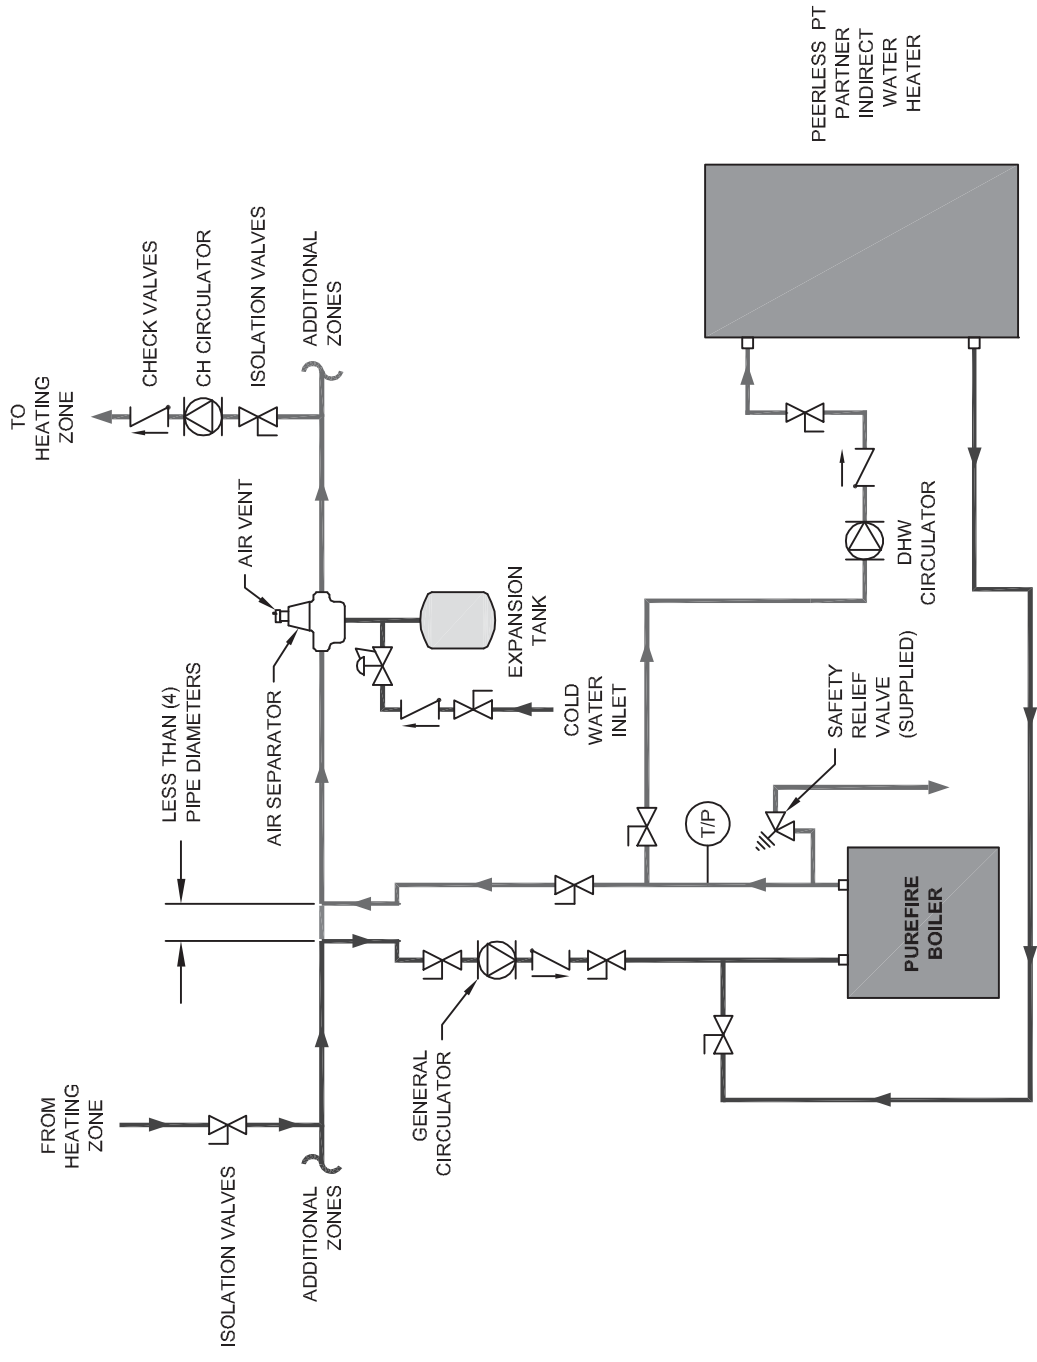 TO
HEATING
ZONE
CHECK VALVES
CH CIRCULATOR
ISOLATION VALVES
ADDITIONAL
ZONES
PEERLESS PT
PARTNER
INDIRECT
WATER
HEATER
AIR VENT
LESS THAN (4)
PIPE DIAMETERS
AIR SEPARATOR
EXPANSION
TANK
COLD
WATER
INLET
DHW
CIRCULATOR
SAFETY
RELIEF
VALVE
(SUPPLIED)
T/P
PUREFIRE
BOILER
GENERAL
CIRCULATOR
FROM
HEATING
ZONE
ISOLATION VALVES
ADDITIONAL
ZONES